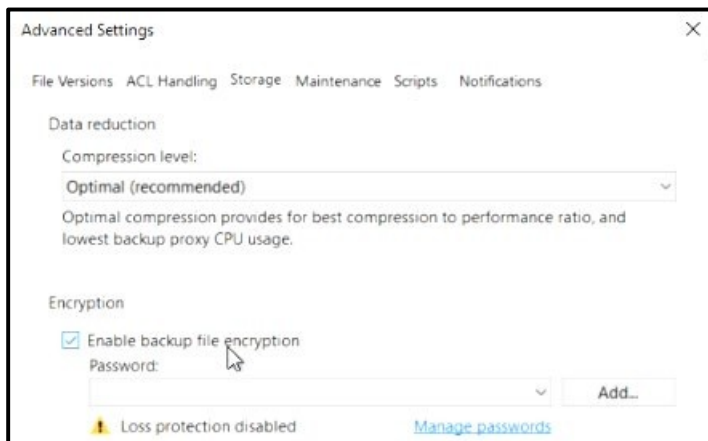 Advanced Settings
File Versions ACL Handling Storage Maintenance Scripts Notifications
Data reduction
Compression level:
Optimal (recommended)
Optimal compression provides for best compression to performance ratio, and
lowest backup proxy CPU usage.
Encryption
Enable backup file encryption
Password:
Add...
Loss protection disabled Manage passwords